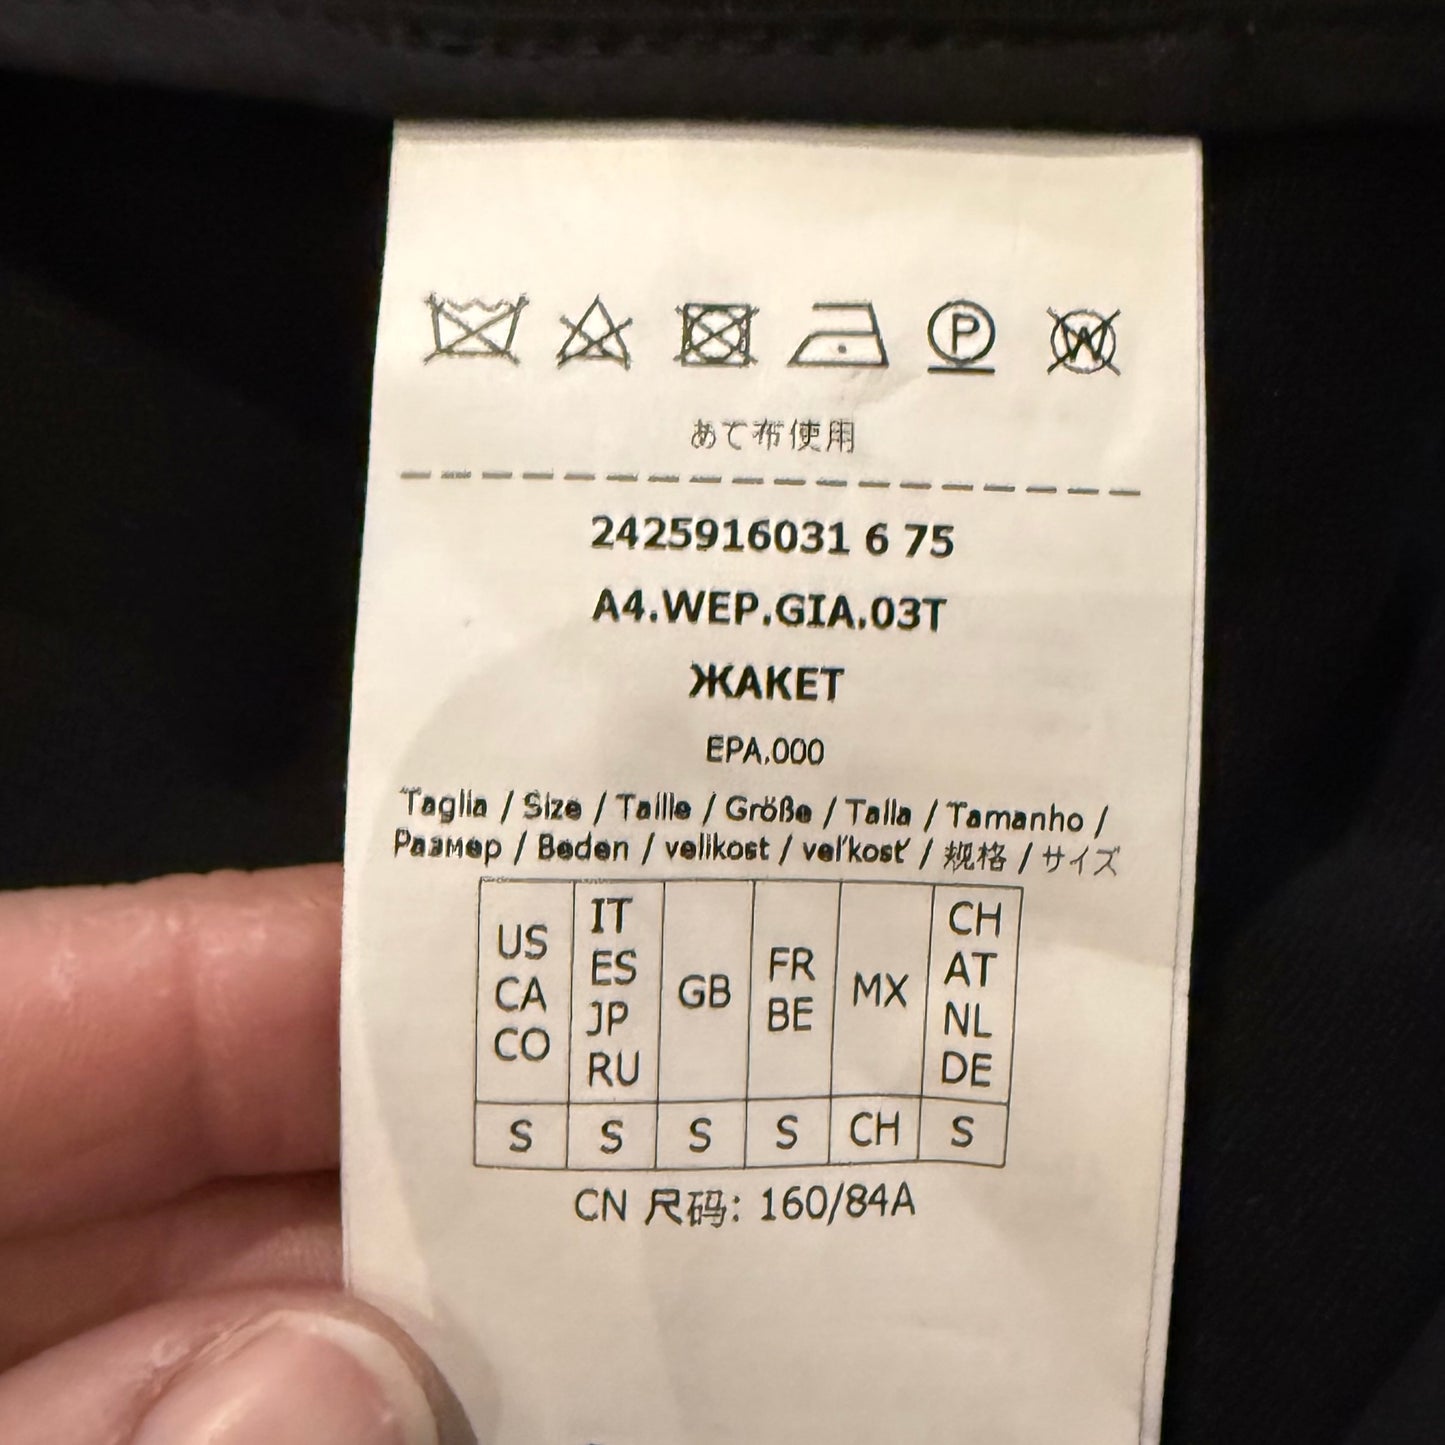 P W
あて布使用
2425916031 6 75
A4.WEP.GIA.03T
ЖАКЕТ
EPA.000
Taglia / Size / Taille / Größe / Talla / Tamanho /
Размер / Beden / velikost / veľkosť / 规格 / サイズ
US CA CO
IT ES JP RU
GB
FR BE
MX
CH AT NL DE
S S S S CH S
CN 尺码: 160/84A